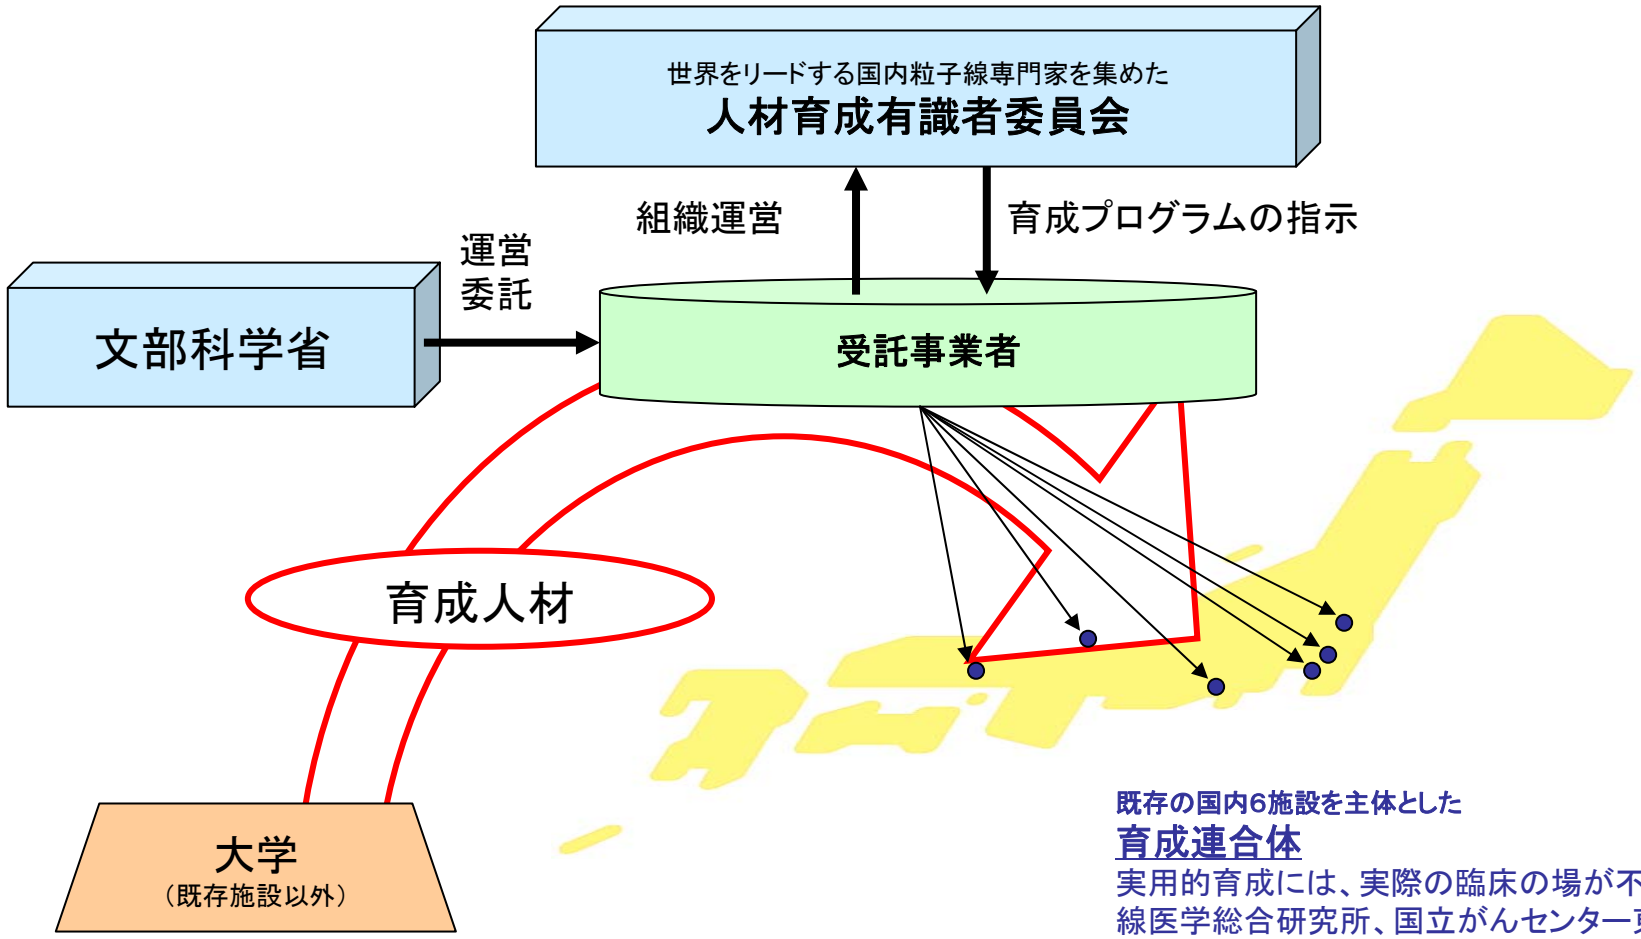 世界をリードする国内粒子線専門家を集めた
人材育成有識者委員会
組織運営
育成プログラムの指示
運営
委託
文部科学省
受託事業者
育成人材
大学
（既存施設以外）
既存の国内6施設を主体とした
育成連合体
実用的育成には、実際の臨床の場が不
線医学総合研究所、国立がんセンター東